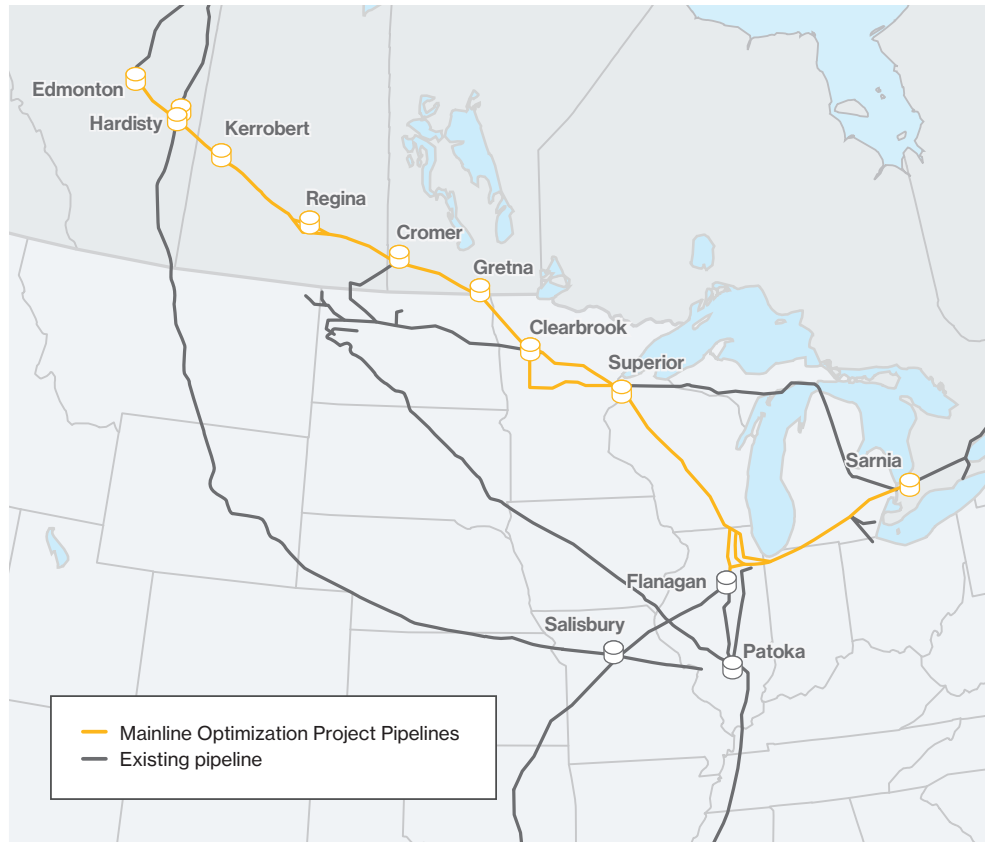 Edmonton
Hardisty
Kerrobert
Regina
Cromer
Gretna
Clearbrook
Superior
Sarnia
Flanagan
Salisbury
Patoka
Mainline Optimization Project Pipelines
Existing pipeline